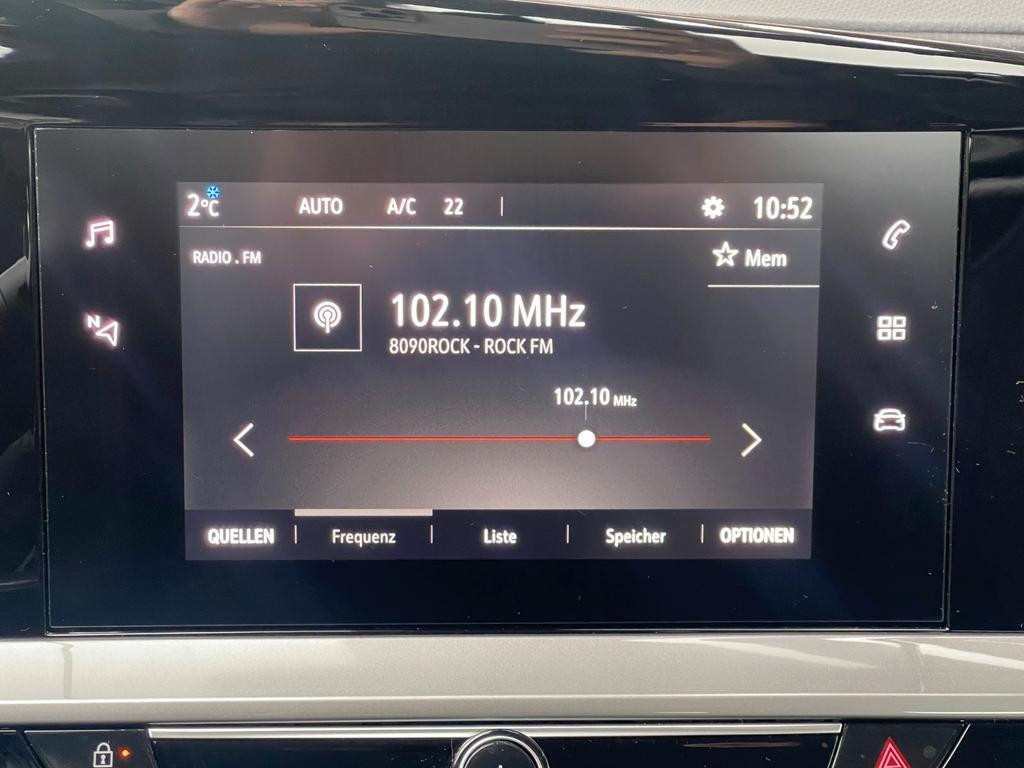 2°C AUTO A/C 22 10:52
RADIO . FM
Mem
102.10 MHz
8090ROCK - ROCK FM
102.10 MHz
N
QUELLEN Frequenz Liste Speicher OPTIONEN